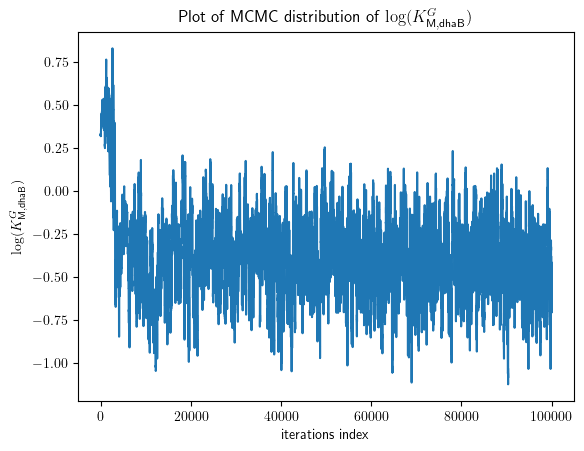 Plot of MCMC distribution of log(K^G_M,dhaB)
log(K^G_M,dhaB)
0.75
0.50
0.25
0.00
−0.25
−0.50
−0.75
−1.00
0 20000 40000 60000 80000 100000
iterations index